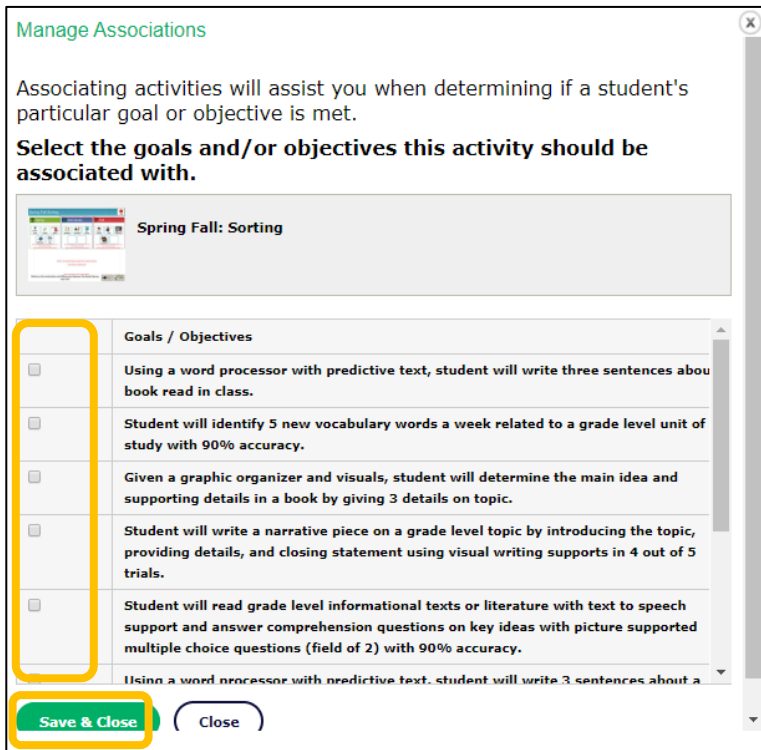 Manage Associations
x
Associating activities will assist you when determining if a student's
particular goal or objective is met.
Select the goals and/or objectives this activity should be
associated with.
Spring Fall: Sorting
Goals / Objectives
Using a word processor with predictive text, student will write three sentences abou
book read in class.
Student will identify 5 new vocabulary words a week related to a grade level unit of
study with 90% accuracy.
Given a graphic organizer and visuals, student will determine the main idea and
supporting details in a book by giving 3 details on topic.
Student will write a narrative piece on a grade level topic by introducing the topic,
providing details, and closing statement using visual writing supports in 4 out of 5
trials.
Student will read grade level informational texts or literature with text to speech
support and answer comprehension questions on key ideas with picture supported
multiple choice questions (field of 2) with 90% accuracy.
Using a word processor with predictive text, student will write 3 sentences about a
Save & Close
Close